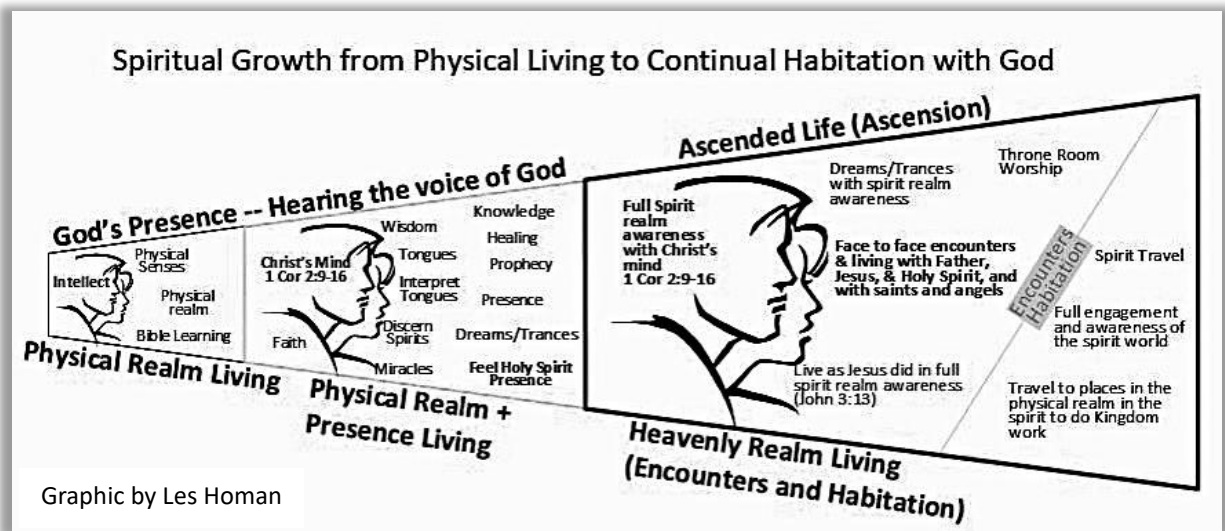 Spiritual Growth from Physical Living to Continual Habitation with God
God's Presence -- Hearing the voice of God
Ascended Life (Ascension)
Intellect
Physical
Senses
Physical
realm
Bible Learning
Physical Realm Living
Christ's Mind
1 Cor 2:9-16
Faith
Wisdom
Tongues
Interpret
Tongues
Discern
Spirits
Miracles
Knowledge
Healing
Prophecy
Presence
Dreams/Trances
Feel Holy Spirit
Presence
Physical Realm +
Presence Living
Full Spirit
realm
awareness
with Christ's
mind
1 Cor 2:9-16
Dreams/Trances
with spirit realm
awareness
Face to face encounters
& living with Father,
Jesus, & Holy Spirit, and
with saints and angels
Live as Jesus did in full
spirit realm awareness
(John 3:13)
Throne Room
Worship
Encounters
Habitation
Spirit Travel
Full engagement
and awareness of
the spirit world
Travel to places in the
physical realm in the
spirit to do Kingdom
work
Heavenly Realm Living
(Encounters and Habitation)
Graphic by Les Homan